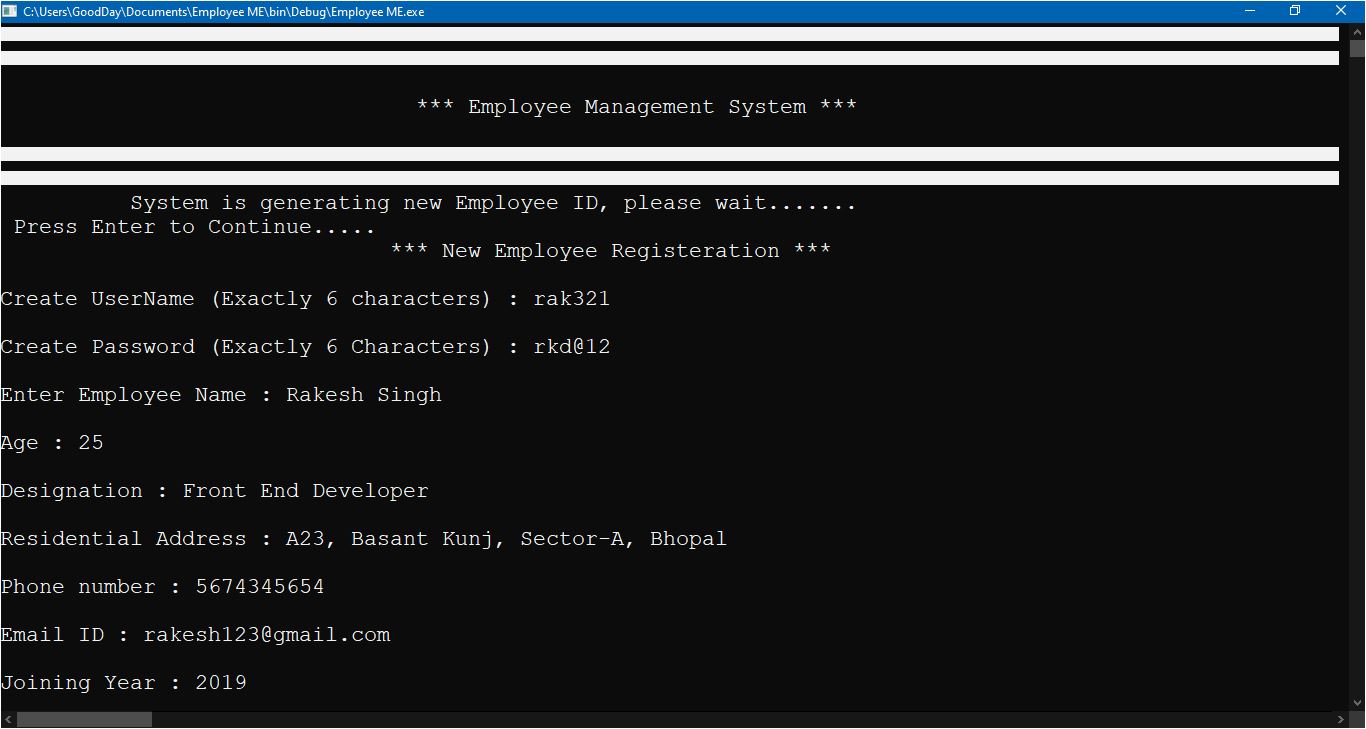 C:\Users\GoodDay\Documents\Employee ME\bin\Debug\Employee ME.exe
*** Employee Management System ***
System is generating new Employee ID, please wait.......
Press Enter to Continue.....
*** New Employee Registeration ***
Create UserName (Exactly 6 characters) : rak321
Create Password (Exactly 6 Characters) : rkd@12
Enter Employee Name : Rakesh Singh
Age : 25
Designation : Front End Developer
Residential Address : A23, Basant Kunj, Sector-A, Bhopal
Phone number : 5674345654
Email ID : rakesh123@gmail.com
Joining Year : 2019